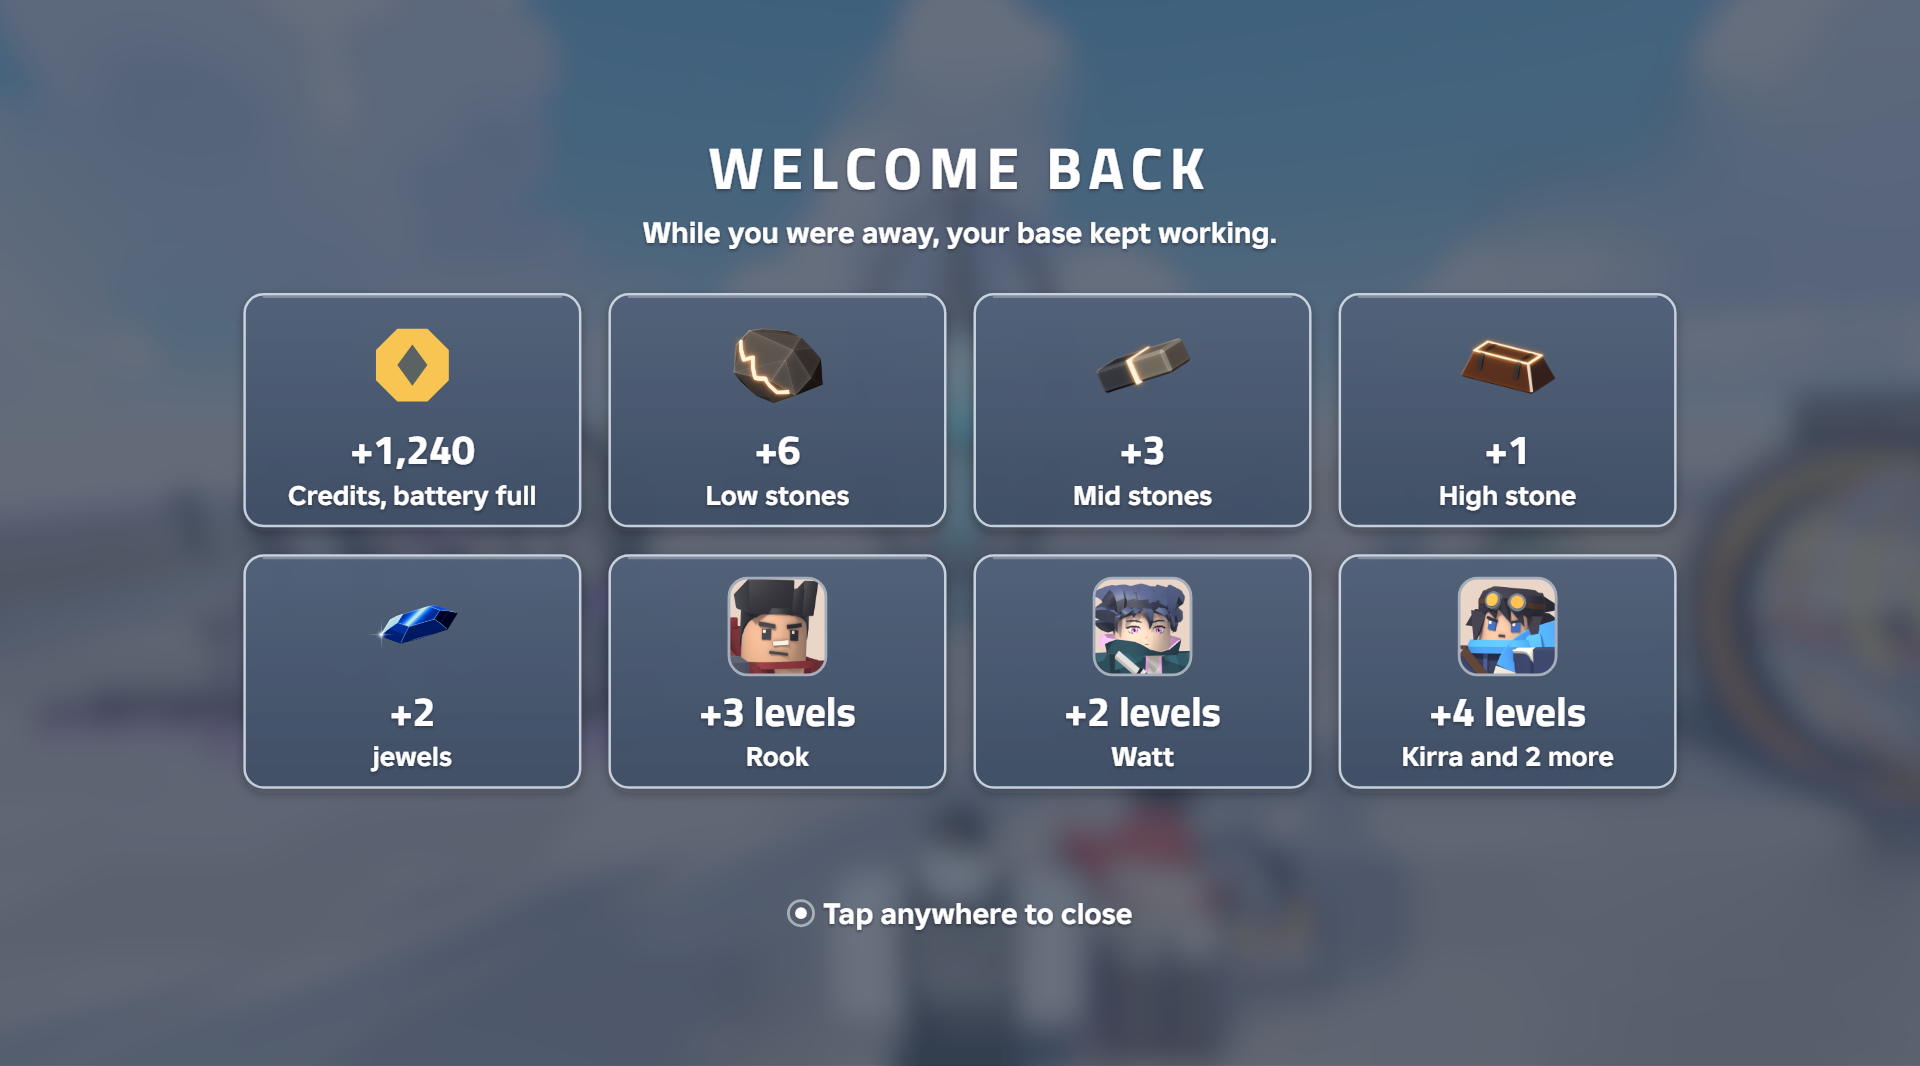 WELCOME BACK
While you were away, your base kept working.
+1,240
Credits, battery full
+6
Low stones
+3
Mid stones
+1
High stone
+2
jewels
+3 levels
Rook
+2 levels
Watt
+4 levels
Kirra and 2 more
Tap anywhere to close